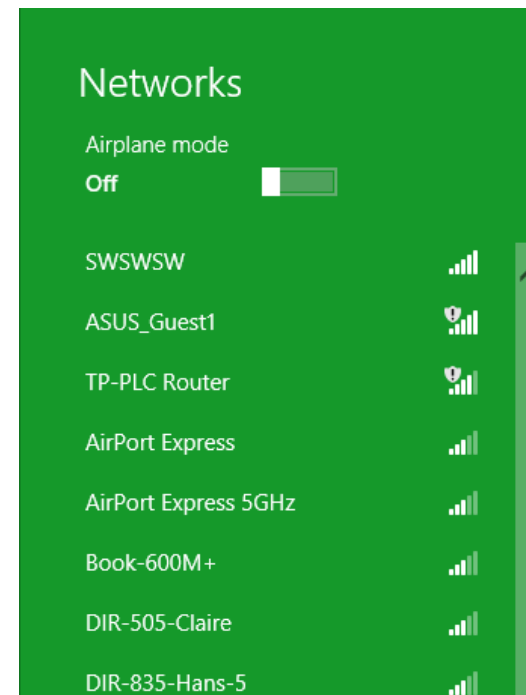 Networks
Airplane mode
Off
SWSWSW
ASUS_Guest1
TP-PLC Router
AirPort Express
AirPort Express 5GHz
Book-600M+
DIR-505-Claire
DIR-835-Hans-5